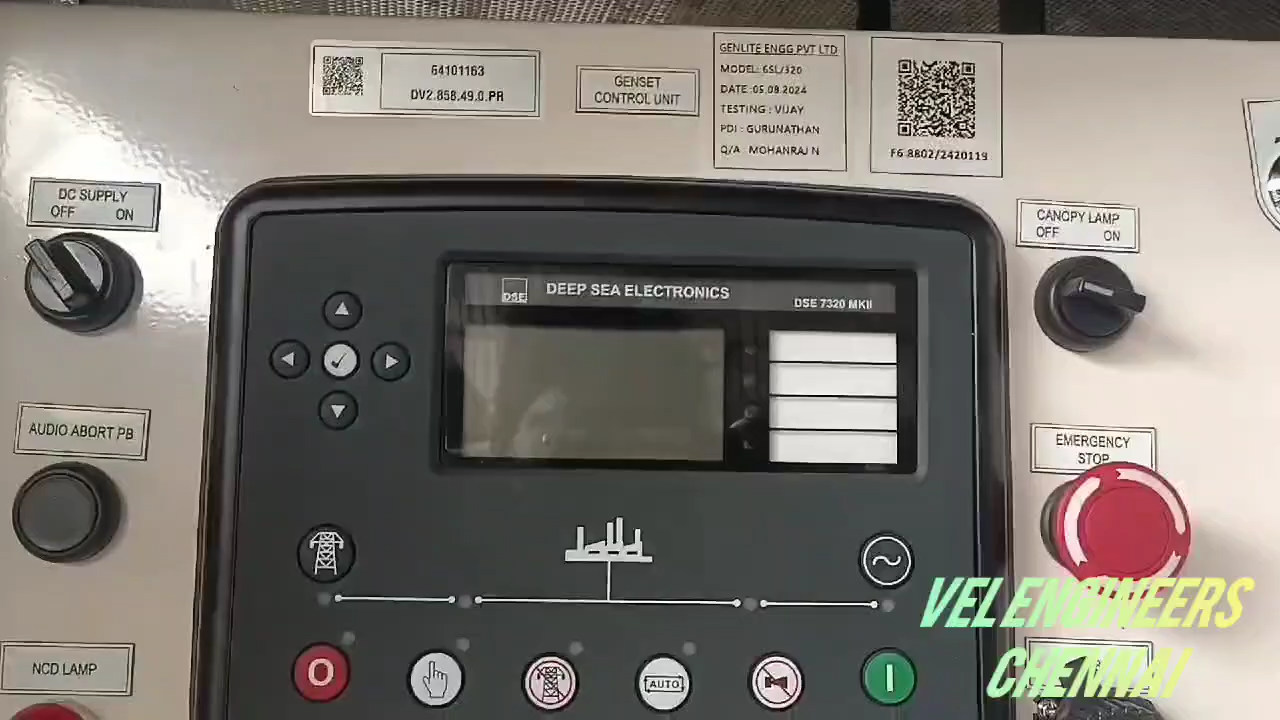 64101163
DV2.858.49.0.PR
GENSET
CONTROL UNIT
GENLITE ENGG PVT LTD
MODEL: 6SL/320
DATE :05.08.2024
TESTING : VIJAY
PDI : GURUNATHAN
Q/A : MOHANRAJ N
F6 8802/2420119
DC SUPPLY
OFF ON
CANOPY LAMP
OFF ON
DSE
DEEP SEA ELECTRONICS
DSE 7320 MKII
AUDIO ABORT PB
EMERGENCY
STOP
NCD LAMP
O
AUTO
I
VEL ENGINEERS
CHENNAI